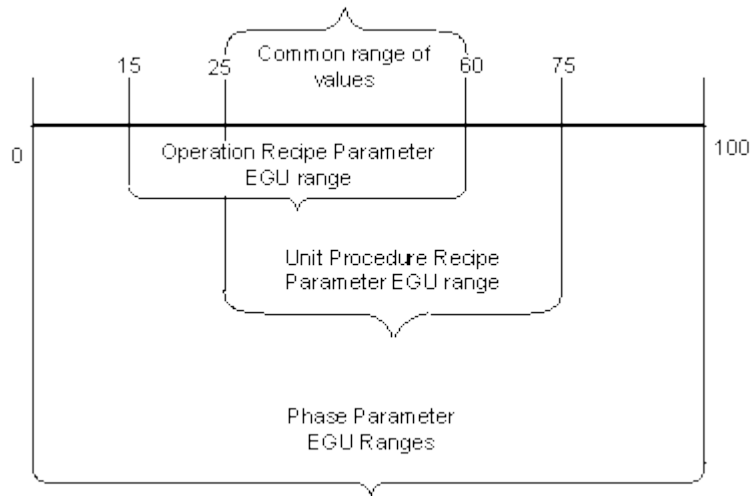 Common range of
values
15
25
60
75
0
100
Operation Recipe Parameter
EGU range
Unit Procedure Recipe
Parameter EGU range
Phase Parameter
EGU Ranges